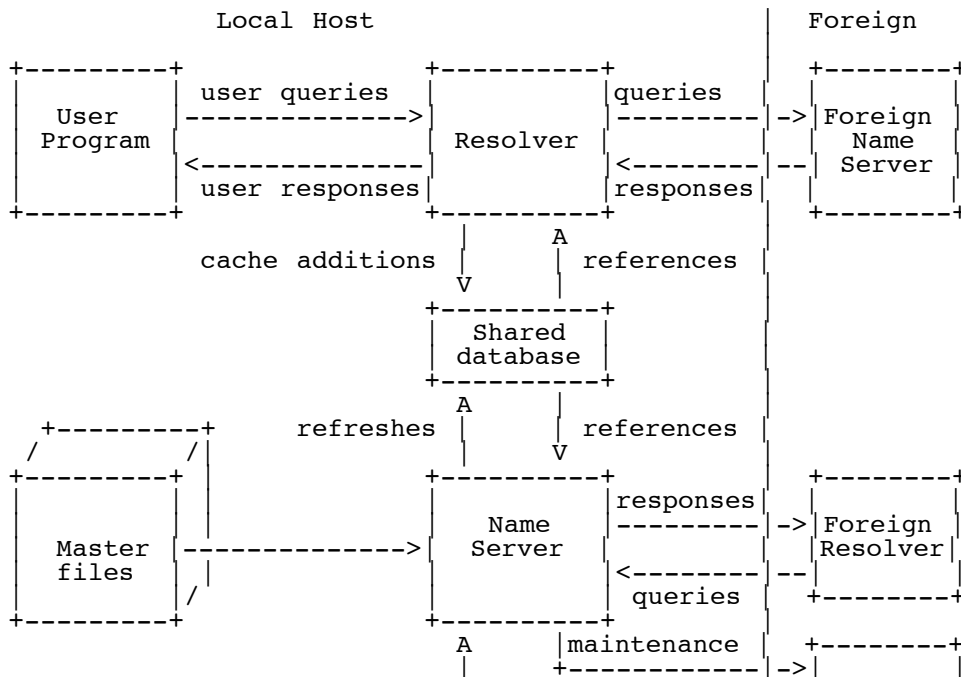 Local Host Foreign
user queries queries
User Program Resolver Foreign Name Server
user responses responses
cache additions A references
V
Shared database
A
refreshes references
V
responses
Master files Name Server Foreign Resolver
queries
A maintenance